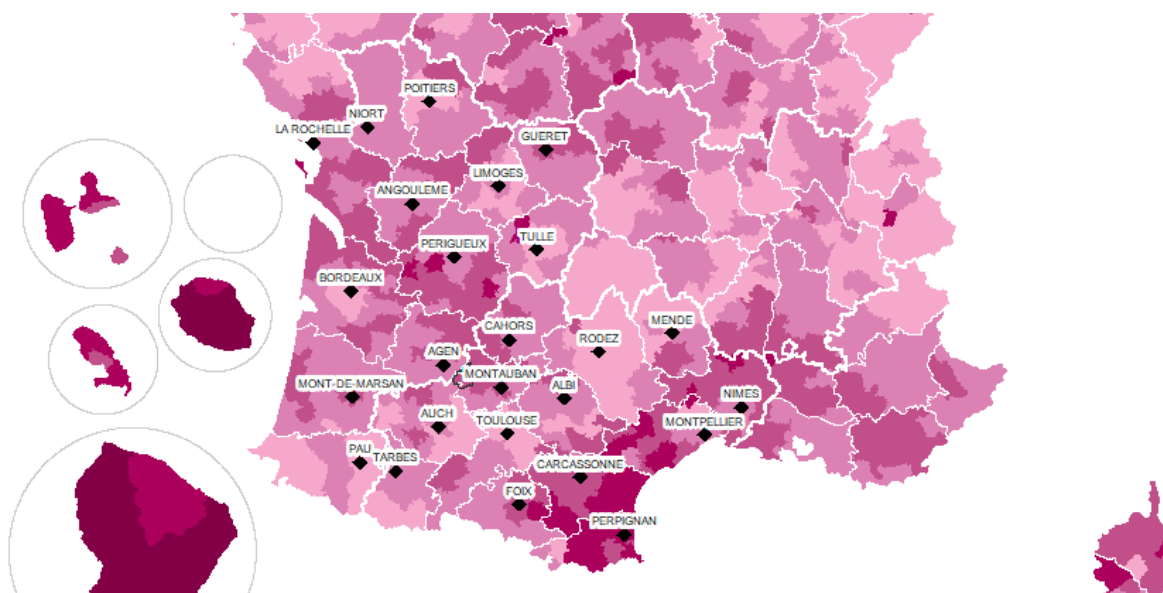 POITIERS
NIORT
LA ROCHELLE
GUERET
LIMOGES
ANGOULEME
TULLE
PERIGUEUX
BORDEAUX
MENDE
CAHORS
RODEZ
AGEN
MONTAUBAN
MONT-DE-MARSAN
ALBI
NIMES
AUCH
TOULOUSE
MONTPELLIER
PAU
TARBES
CARCASSONNE
FOIX
PERPIGNAN